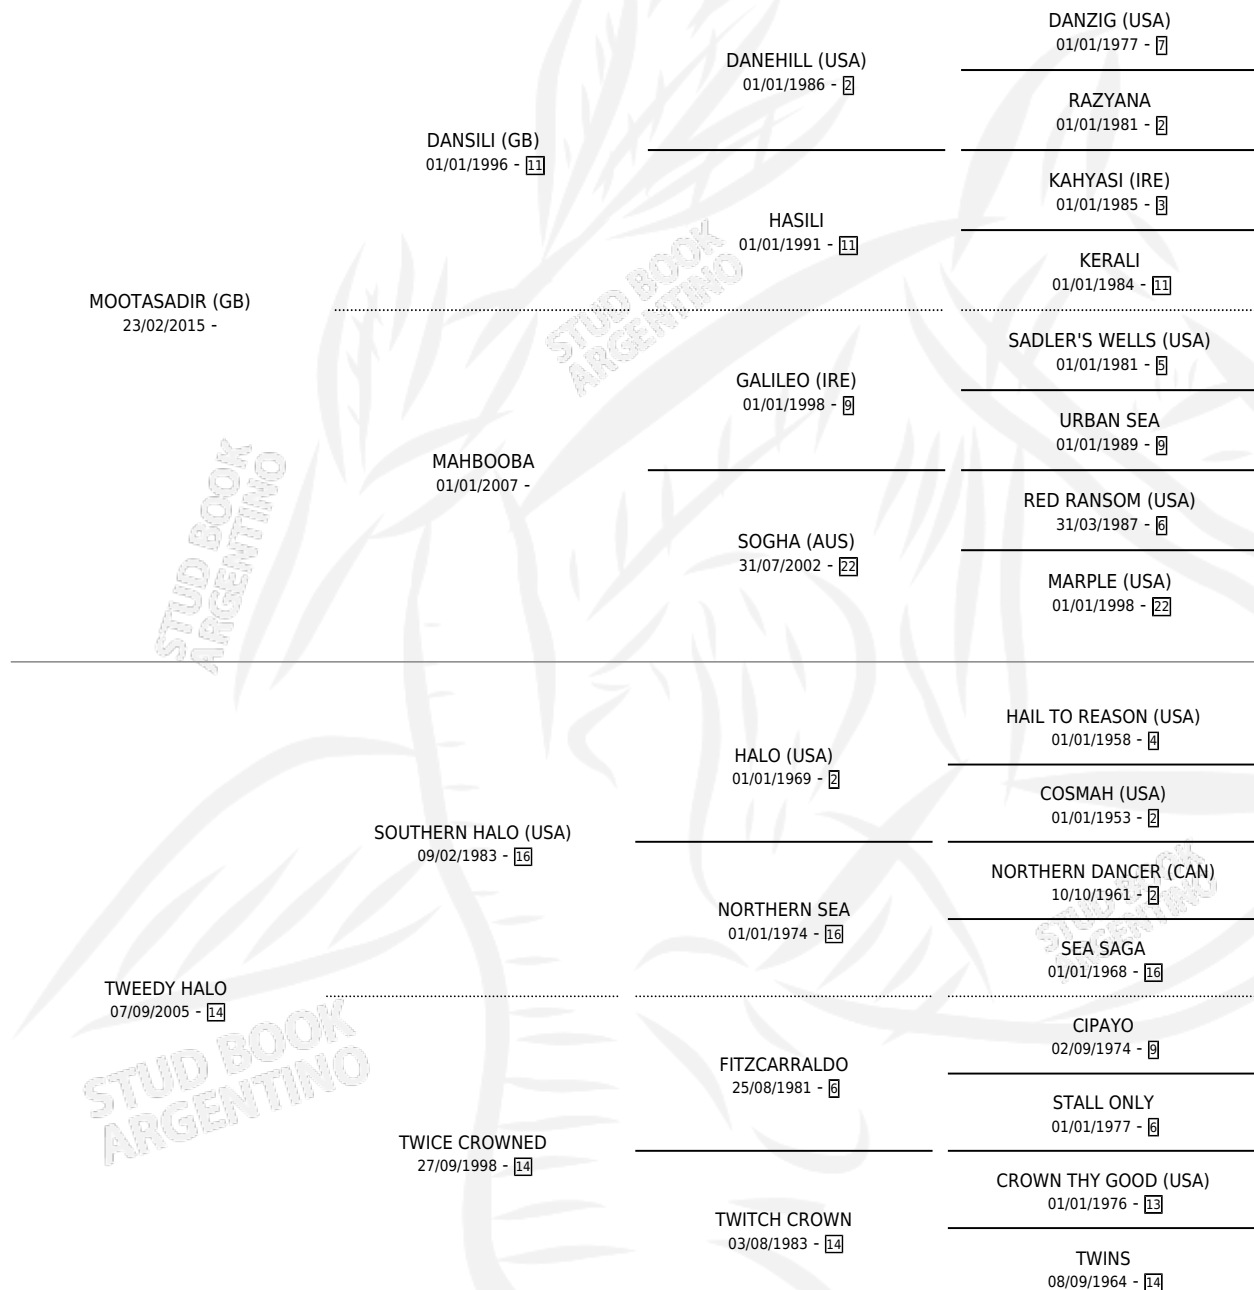 DANZIG (USA)
01/01/1977 - 7
DANEHILL (USA)
01/01/1986 - 2
RAZYANA
01/01/1981 - 2
DANSILI (GB)
01/01/1996 - 11
KAHYASI (IRE)
01/01/1985 - 3
HASILI
01/01/1991 - 11
KERALI
01/01/1984 - 11
MOOTASADIR (GB)
23/02/2015 -
STUD BOOK
ARGENTINO
SADLER'S WELLS (USA)
01/01/1981 - 5
GALILEO (IRE)
01/01/1998 - 9
URBAN SEA
01/01/1989 - 9
MAHBOOBA
01/01/2007 -
RED RANSOM (USA)
31/03/1987 - 6
SOGHA (AUS)
31/07/2002 - 22
MARPLE (USA)
01/01/1998 - 22
STUD BOOK
ARGENTINO
HAIL TO REASON (USA)
01/01/1958 - 4
HALO (USA)
01/01/1969 - 2
COSMAH (USA)
01/01/1953 - 2
SOUTHERN HALO (USA)
09/02/1983 - 16
NORTHERN DANCER (CAN)
10/10/1961 - 2
NORTHERN SEA
01/01/1974 - 16
SEA SAGA
01/01/1968 - 16
STUD BOOK
ARGENTINO
TWEEDY HALO
07/09/2005 - 14
CIPAYO
02/09/1974 - 9
FITZCARRALDO
25/08/1981 - 6
STALL ONLY
01/01/1977 - 6
STUD BOOK
ARGENTINO
TWICE CROWNED
27/09/1998 - 14
CROWN THY GOOD (USA)
01/01/1976 - 13
TWITCH CROWN
03/08/1983 - 14
TWINS
08/09/1964 - 14